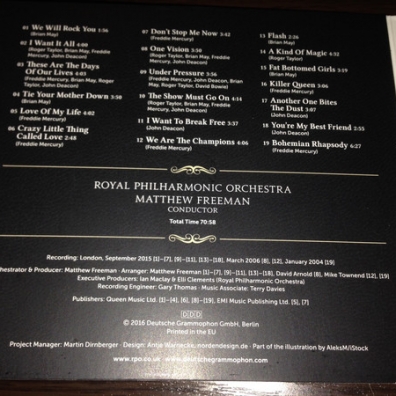 01 We Will Rock You 3:36
(Brian May)
02 I Want It All 4:00
(Roger Taylor, Brian May, Freddie
Mercury, John Deacon)
03 These Are The Days
Of Our Lives 4:03
(Freddie Mercury, Brian May, Roger
Taylor, John Deacon)
04 Tie Your Mother Down 3:38
(Brian May)
05 Love Of My Life 4:02
(Freddie Mercury)
06 Crazy Little Thing
Called Love 2:48
(Freddie Mercury)
07 Don't Stop Me Now 3:42
(Freddie Mercury)
08 One Vision 3:50
(Roger Taylor, Brian May, Freddie
Mercury, John Deacon)
09 Under Pressure 3:36
(Freddie Mercury, John Deacon, Brian
May, Roger Taylor, David Bowie)
10 The Show Must Go On 4:14
(Roger Taylor, Brian May, Freddie
Mercury, John Deacon)
11 I Want To Break Free 3:37
(John Deacon)
12 We Are The Champions 6:06
(Freddie Mercury)
13 Flash 2:26
(Brian May)
14 A Kind Of Magic 4:32
(Roger Taylor)
15 Fat Bottomed Girls 3:29
(Brian May)
16 Killer Queen 3:06
(Freddie Mercury)
17 Another One Bites
The Dust 3:07
(John Deacon)
18 You're My Best Friend 2:55
(John Deacon)
19 Bohemian Rhapsody 6:27
(Freddie Mercury)
ROYAL PHILHARMONIC ORCHESTRA
MATTHEW FREEMAN
CONDUCTOR
Total Time 70:58
Recording: London, September 2015 [1]–[7], [9]–[11], [13]–[18], March 2006 [8], [12], January 2004 [19]
Orchestrator & Producer: Matthew Freeman · Arranger: Matthew Freeman [1]–[7], [9]–[11], [13]–[18], David Arnold [8], Mike Townend [12], [19]
Executive Producers: Ian Maclay & Elli Clements (Royal Philharmonic Orchestra)
Recording Engineer: Gary Thomas · Music Associate: Terry Davies
Publishers: Queen Music Ltd. [1]–[4], [6], [8]–[19], EMI Music Publishing Ltd. [5], [7]
DDD
© 2016 Deutsche Grammophon GmbH, Berlin
Printed in the EU
Project Manager: Martin Dirnberger · Design: Antje Warnecke, nordendesign.de · Part of the illustration by AleksM/iStock
www.rpo.co.uk www.deutschegrammophon.com